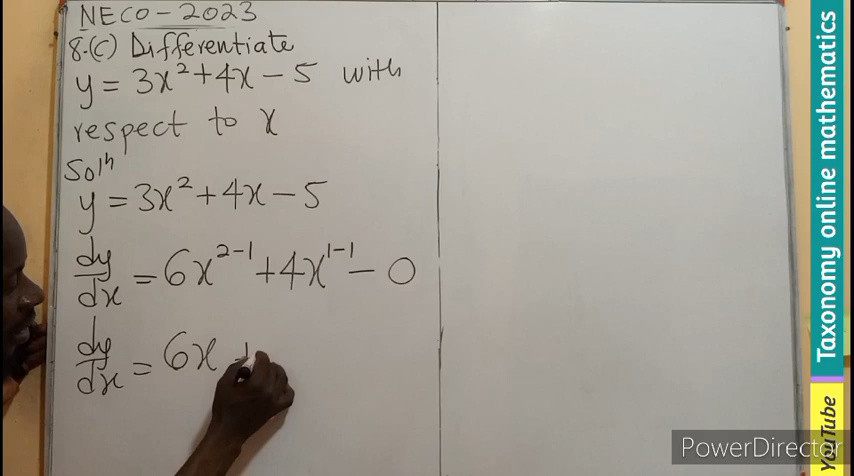 NECO - 2023
8.(C) Differentiate
y = 3x² + 4x - 5 with
respect to x
Solⁿ
y = 3x² + 4x - 5
dy/dx = 6x²⁻¹ + 4x¹⁻¹ - 0
dy/dx = 6x +
Taxonomy online mathematics
YouTube
PowerDirector